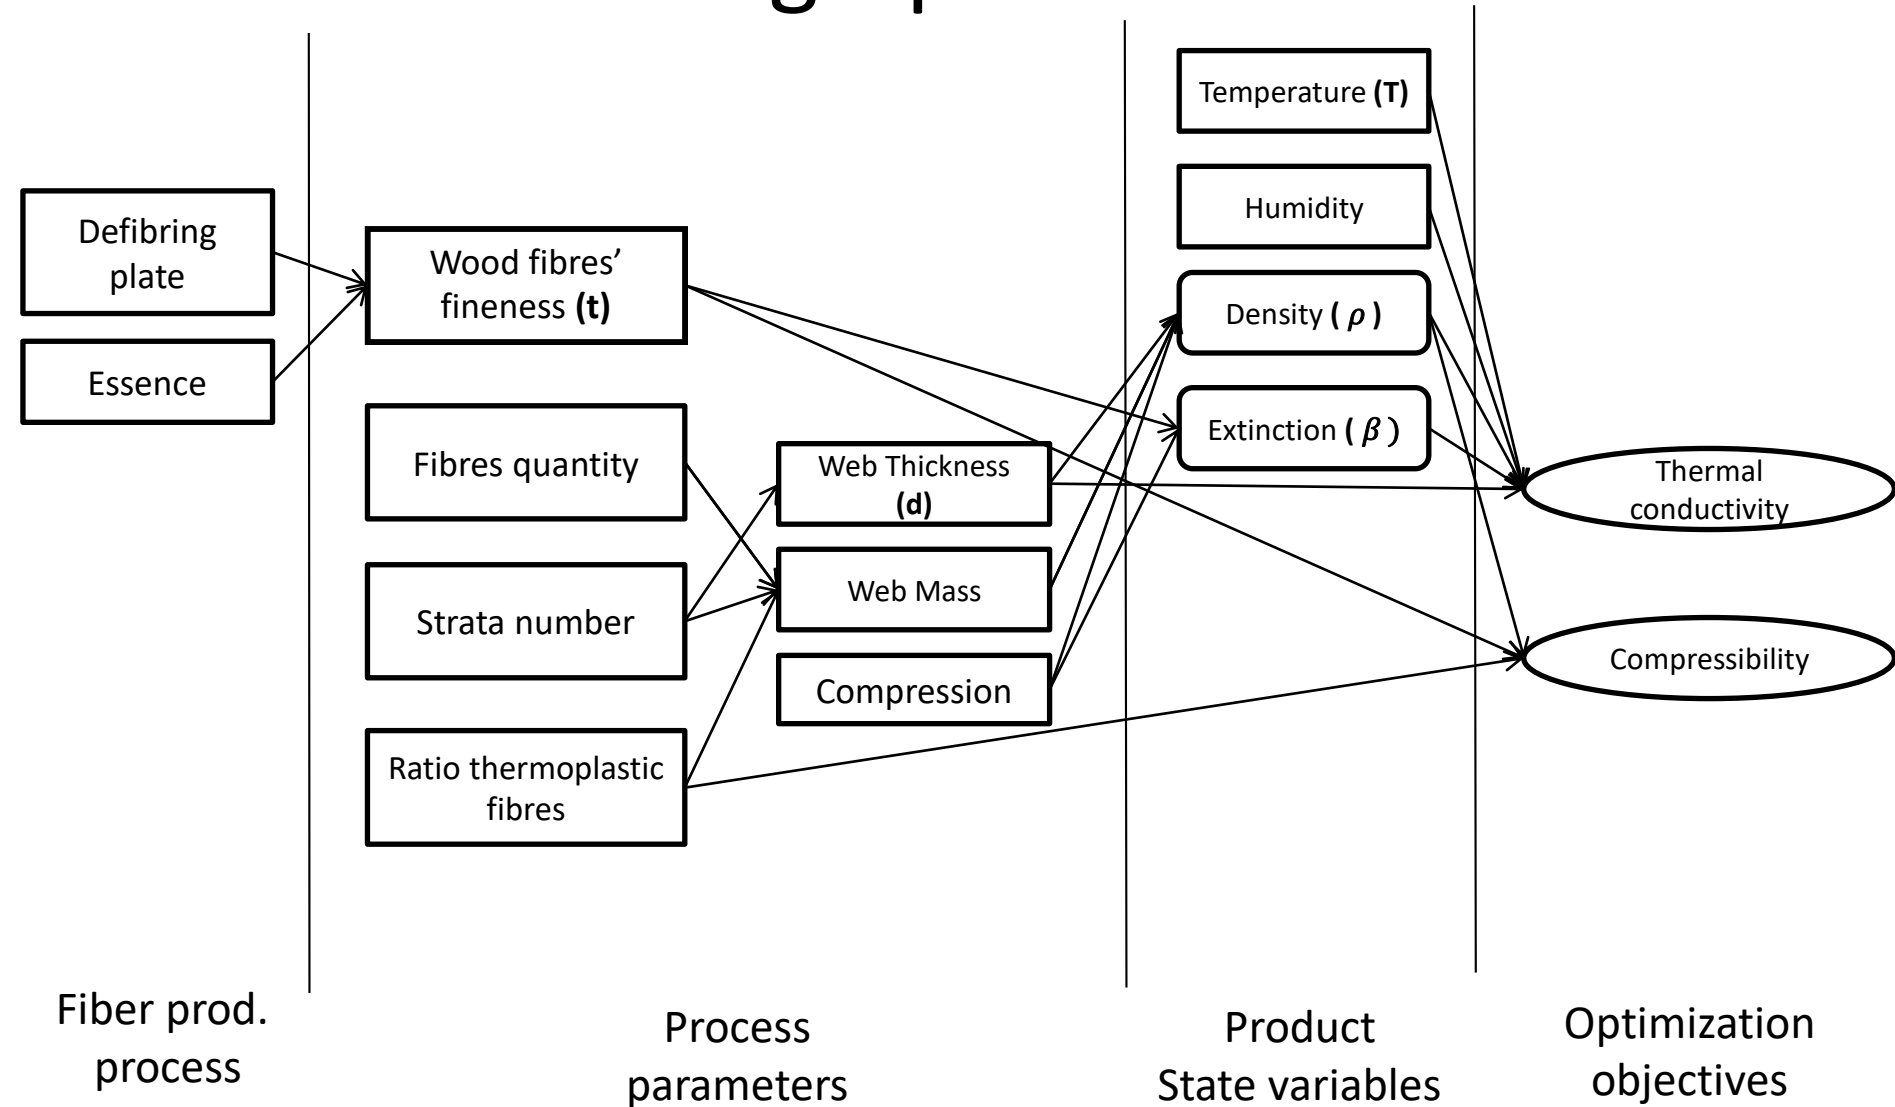 Defibring
plate
Essence
Wood fibres’
fineness (t)
Fibres quantity
Strata number
Ratio thermoplastic
fibres
Web Thickness
(d)
Web Mass
Compression
Temperature (T)
Humidity
Density ( ρ )
Extinction ( β )
Thermal
conductivity
Compressibility
Fiber prod.
process
Process
parameters
Product
State variables
Optimization
objectives